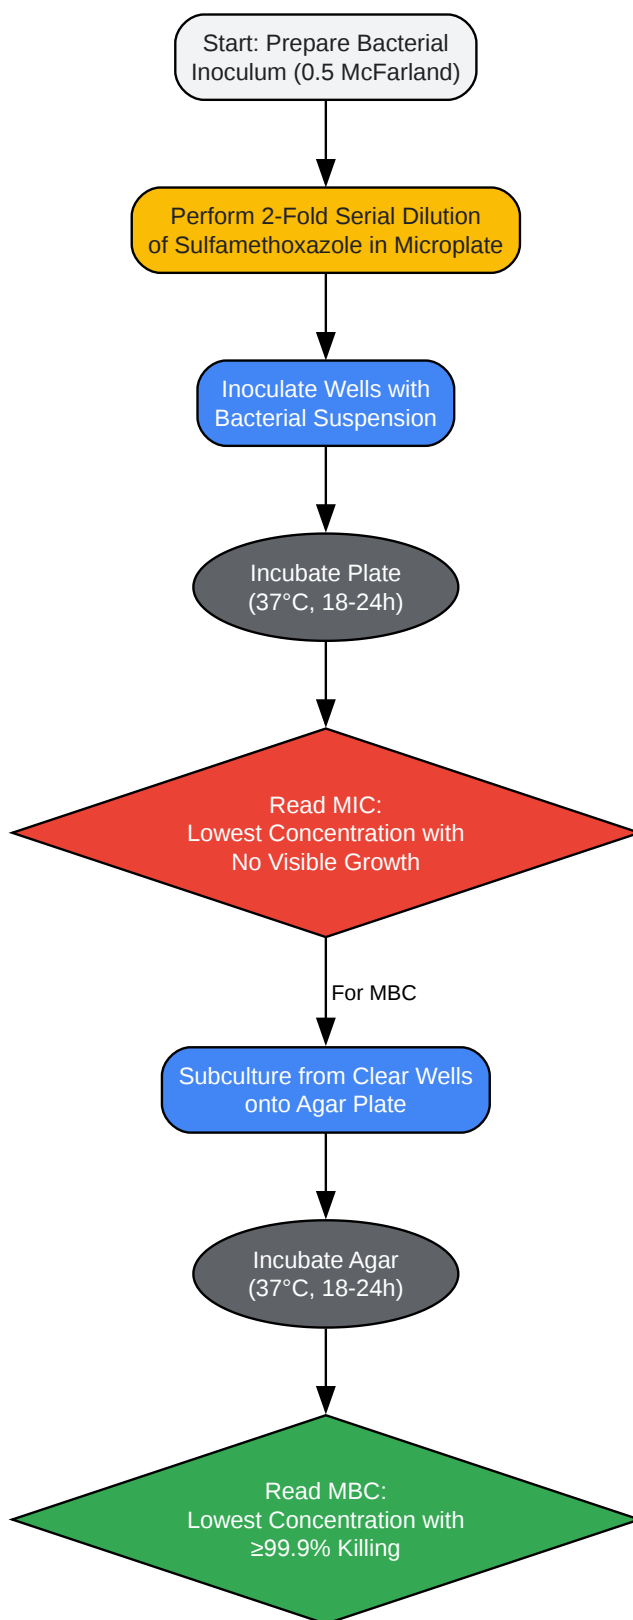 Start: Prepare Bacterial
Inoculum (0.5 McFarland)
Perform 2-Fold Serial Dilution
of Sulfamethoxazole in Microplate
Inoculate Wells with
Bacterial Suspension
Incubate Plate
(37°C, 18-24h)
Read MIC:
Lowest Concentration with
No Visible Growth
For MBC
Subculture from Clear Wells
onto Agar Plate
Incubate Agar
(37°C, 18-24h)
Read MBC:
Lowest Concentration with
≥99.9% Killing